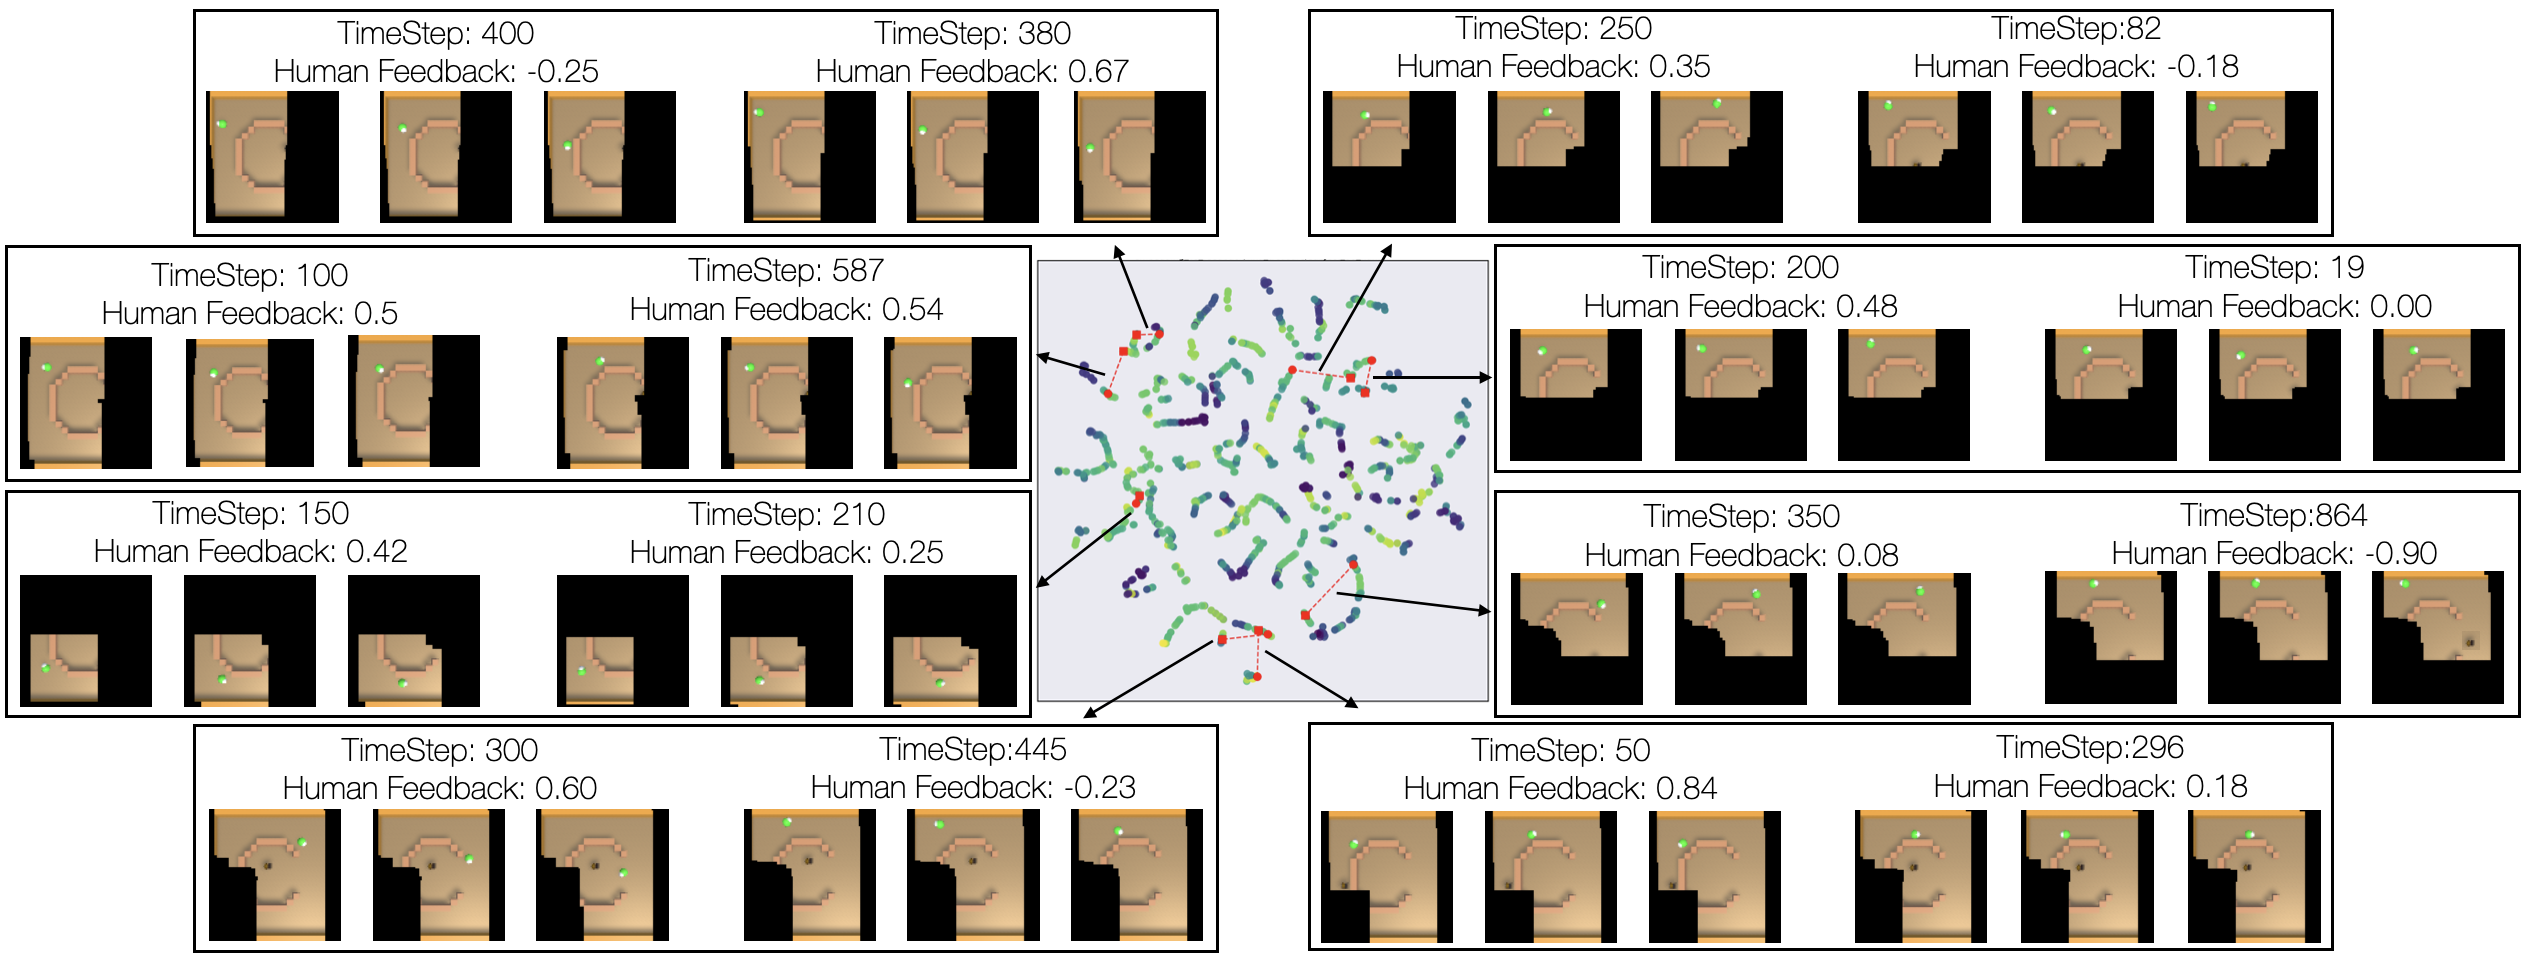 TimeStep: 400
Human Feedback: -0.25
TimeStep: 380
Human Feedback: 0.67
TimeStep: 250
Human Feedback: 0.35
TimeStep:82
Human Feedback: -0.18
TimeStep: 100
Human Feedback: 0.5
TimeStep: 587
Human Feedback: 0.54
TimeStep: 200
Human Feedback: 0.48
TimeStep: 19
Human Feedback: 0.00
TimeStep: 150
Human Feedback: 0.42
TimeStep: 210
Human Feedback: 0.25
TimeStep: 350
Human Feedback: 0.08
TimeStep:864
Human Feedback: -0.90
TimeStep: 300
Human Feedback: 0.60
TimeStep:445
Human Feedback: -0.23
TimeStep: 50
Human Feedback: 0.84
TimeStep:296
Human Feedback: 0.18